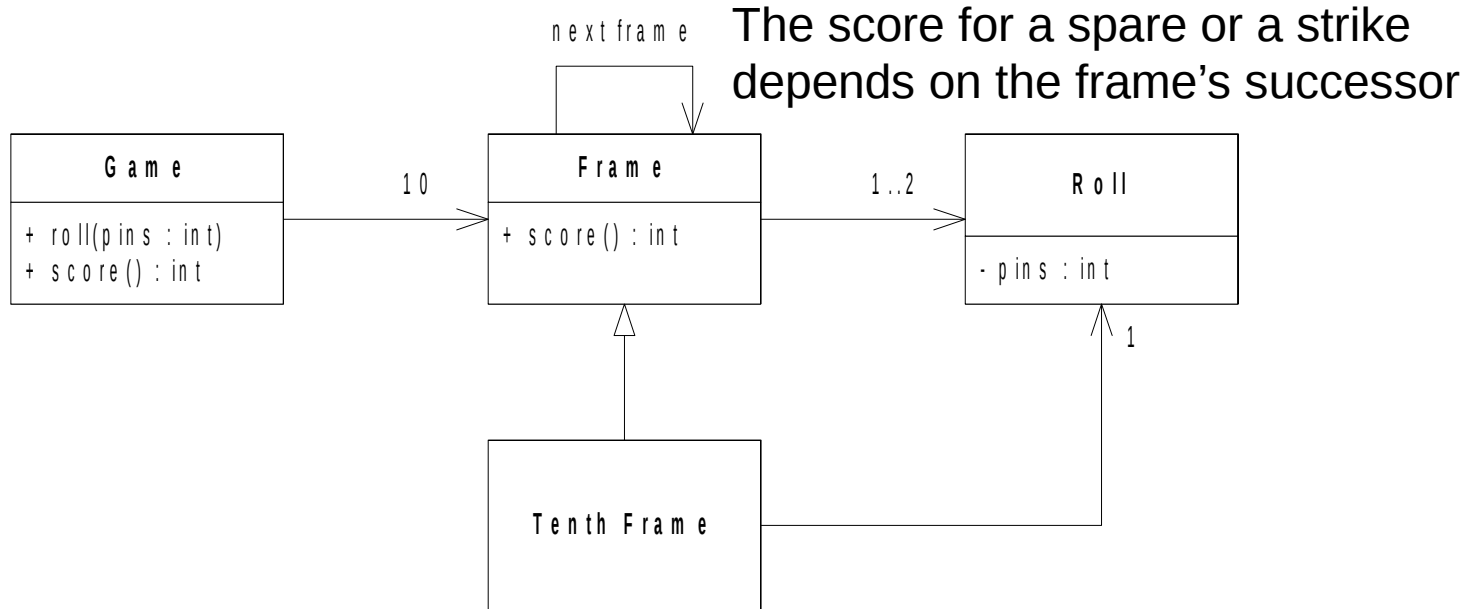 next frame
The score for a spare or a strike
depends on the frame’s successor
Game
+ roll(pins : int)
+ score() : int
10
Frame
+ score() : int
1..2
Roll
- pins : int
1
Tenth Frame